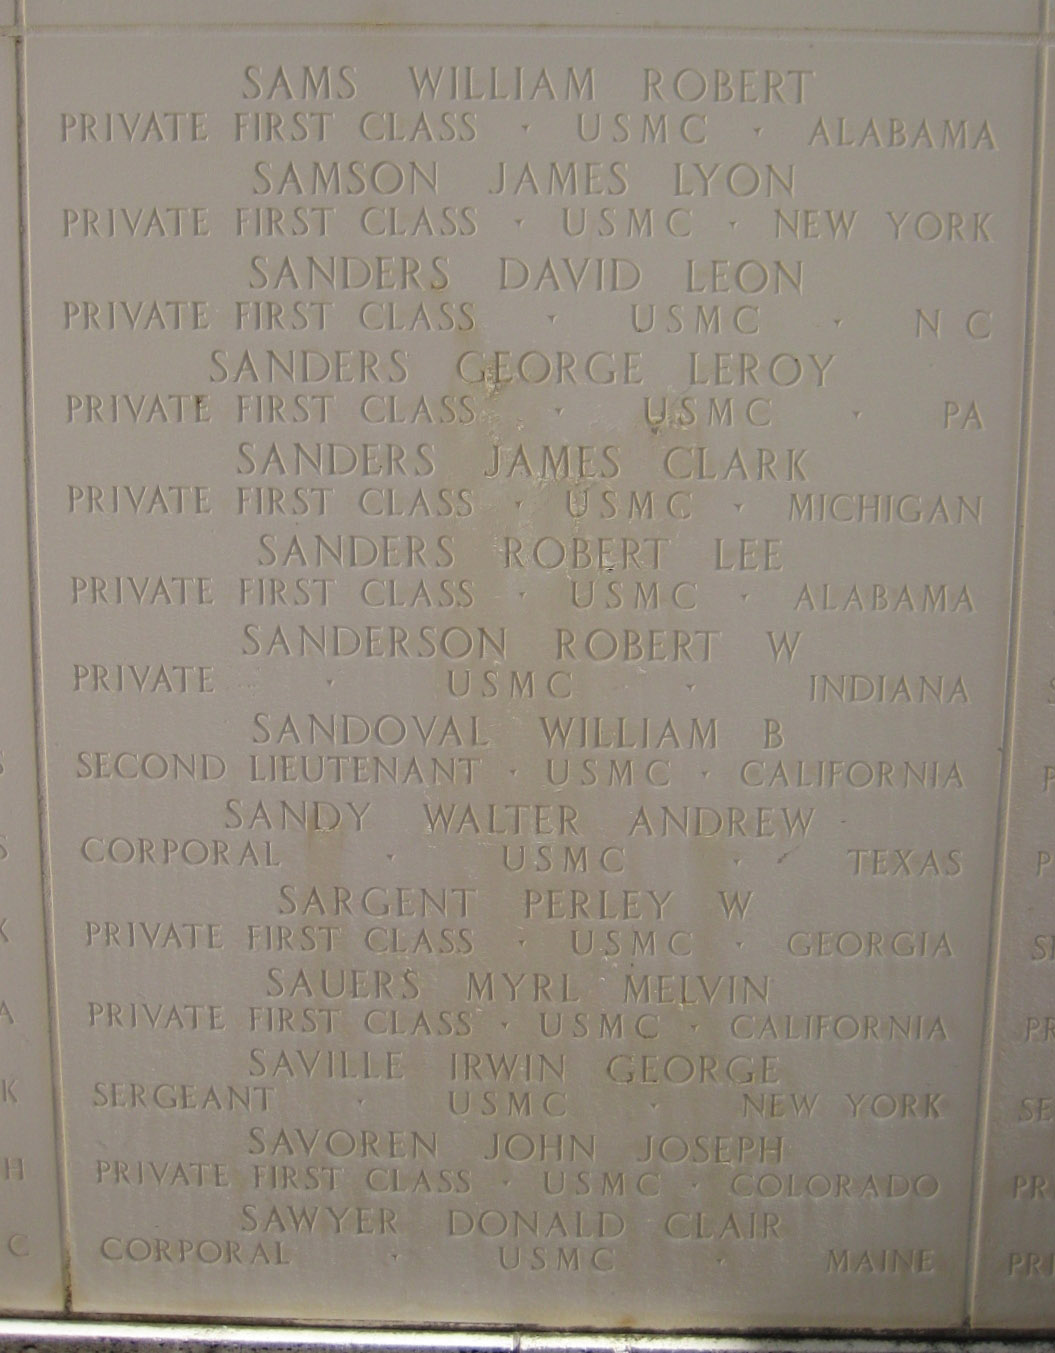 SAMS WILLIAM ROBERT
PRIVATE FIRST CLASS · USMC · ALABAMA
SAMSON JAMES LYON
PRIVATE FIRST CLASS · USMC · NEW YORK
SANDERS DAVID LEON
PRIVATE FIRST CLASS · USMC · N C
SANDERS GEORGE LEROY
PRIVATE FIRST CLASS · USMC · PA
SANDERS JAMES CLARK
PRIVATE FIRST CLASS · USMC · MICHIGAN
SANDERS ROBERT LEE
PRIVATE FIRST CLASS · USMC · ALABAMA
SANDERSON ROBERT W
PRIVATE · USMC · INDIANA
SANDOVAL WILLIAM B
SECOND LIEUTENANT · USMC · CALIFORNIA
SANDY WALTER ANDREW
CORPORAL · USMC · TEXAS
SARGENT PERLEY W
PRIVATE FIRST CLASS · USMC · GEORGIA
SAUERS MYRL MELVIN
PRIVATE FIRST CLASS · USMC · CALIFORNIA
SAVILLE IRWIN GEORGE
SERGEANT · USMC · NEW YORK
SAVOREN JOHN JOSEPH
PRIVATE FIRST CLASS · USMC · COLORADO
SAWYER DONALD CLAIR
CORPORAL · USMC · MAINE